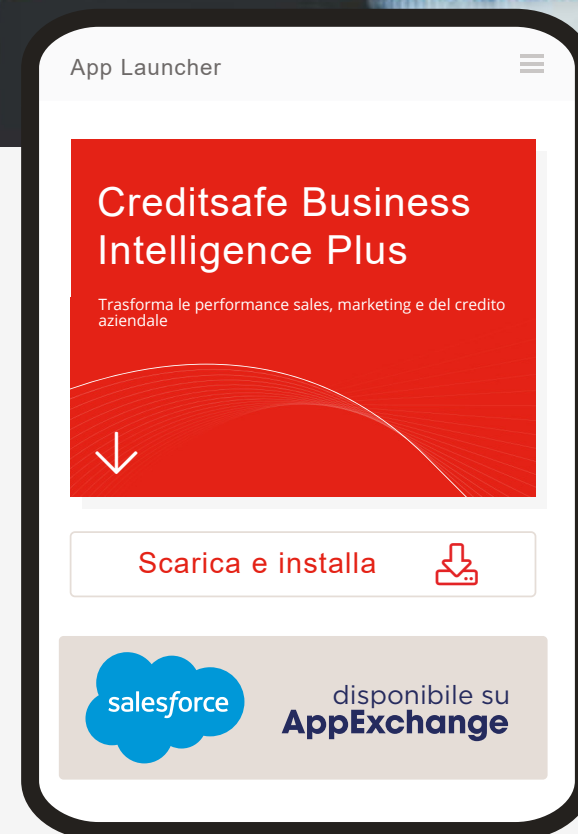 App Launcher
Creditsafe Business
Intelligence Plus
Trasforma le performance sales, marketing e del credito
aziendale
Scarica e installa
salesforce
disponibile su
AppExchange